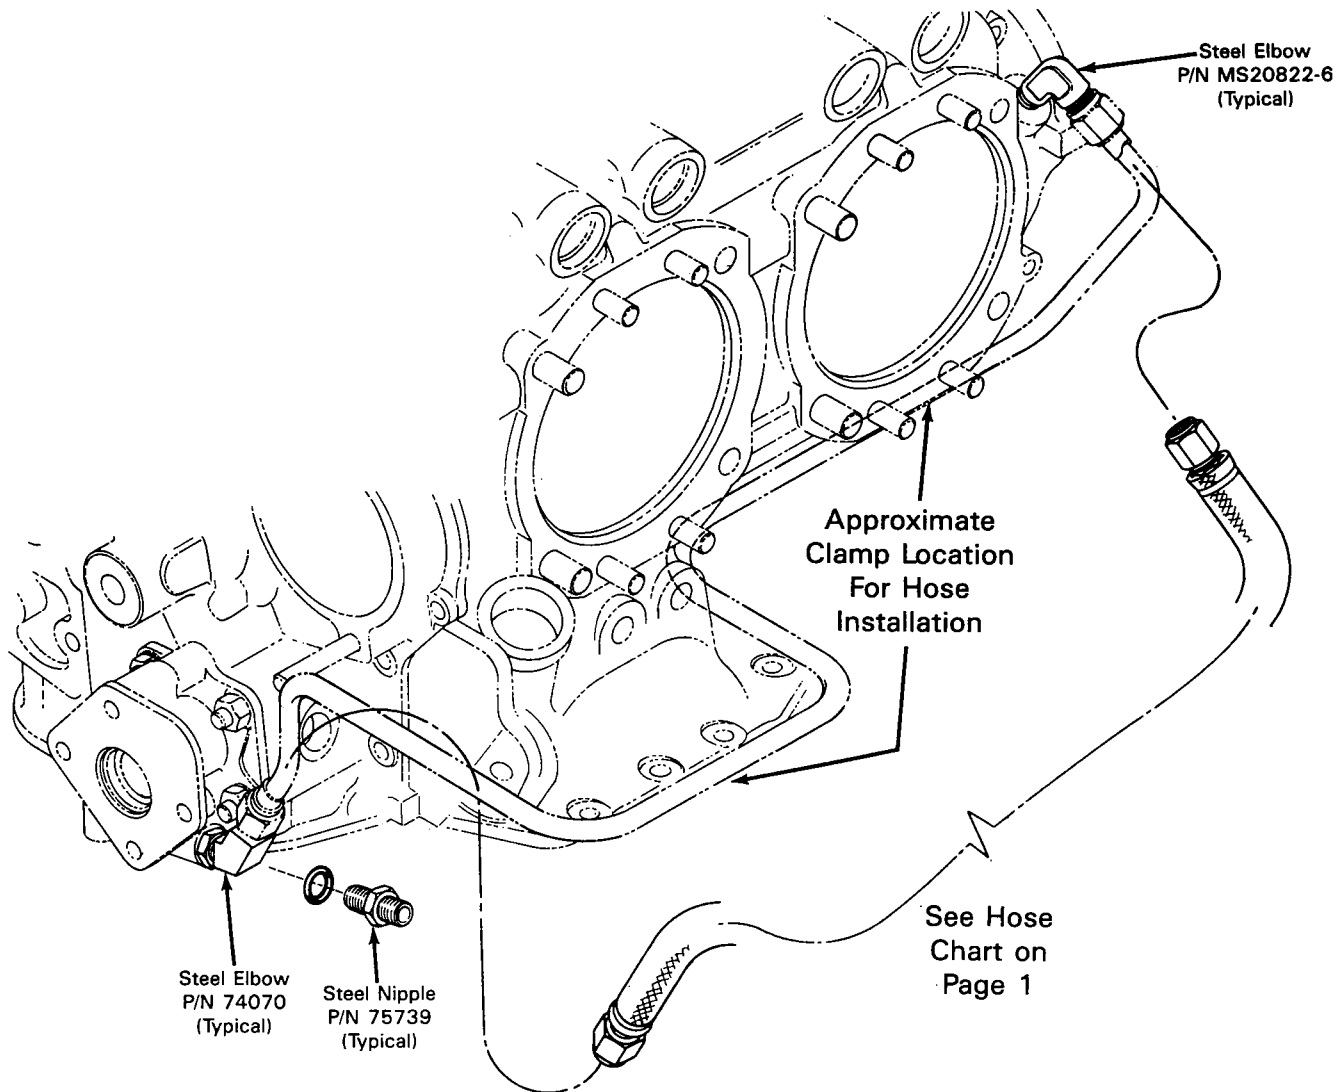 Steel Elbow
P/N MS20822-6
(Typical)
Approximate
Clamp Location
For Hose
Installation
See Hose
Chart on
Page 1
Steel Elbow
P/N 74070
(Typical)
Steel Nipple
P/N 75739
(Typical)